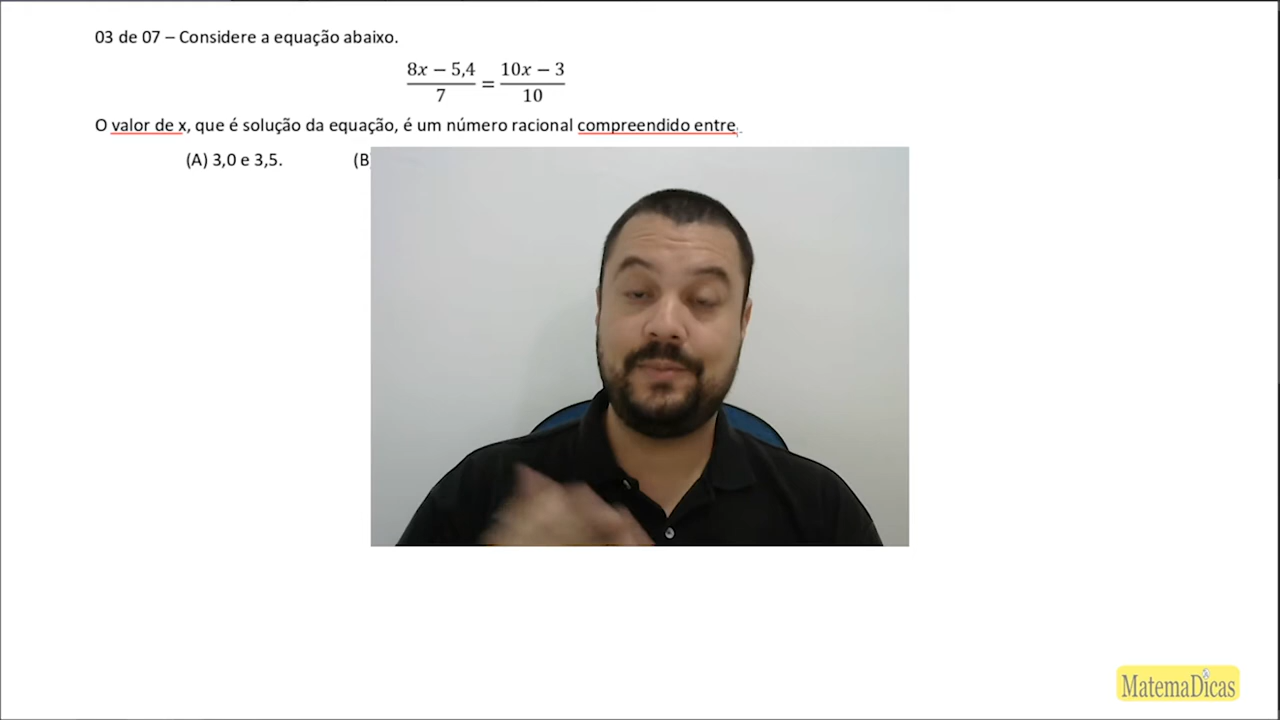 03 de 07 – Considere a equação abaixo.
8x − 5,4 / 7 = 10x − 3 / 10
O valor de x, que é solução da equação, é um número racional compreendido entre
(A) 3,0 e 3,5. (B
MatemaDicas